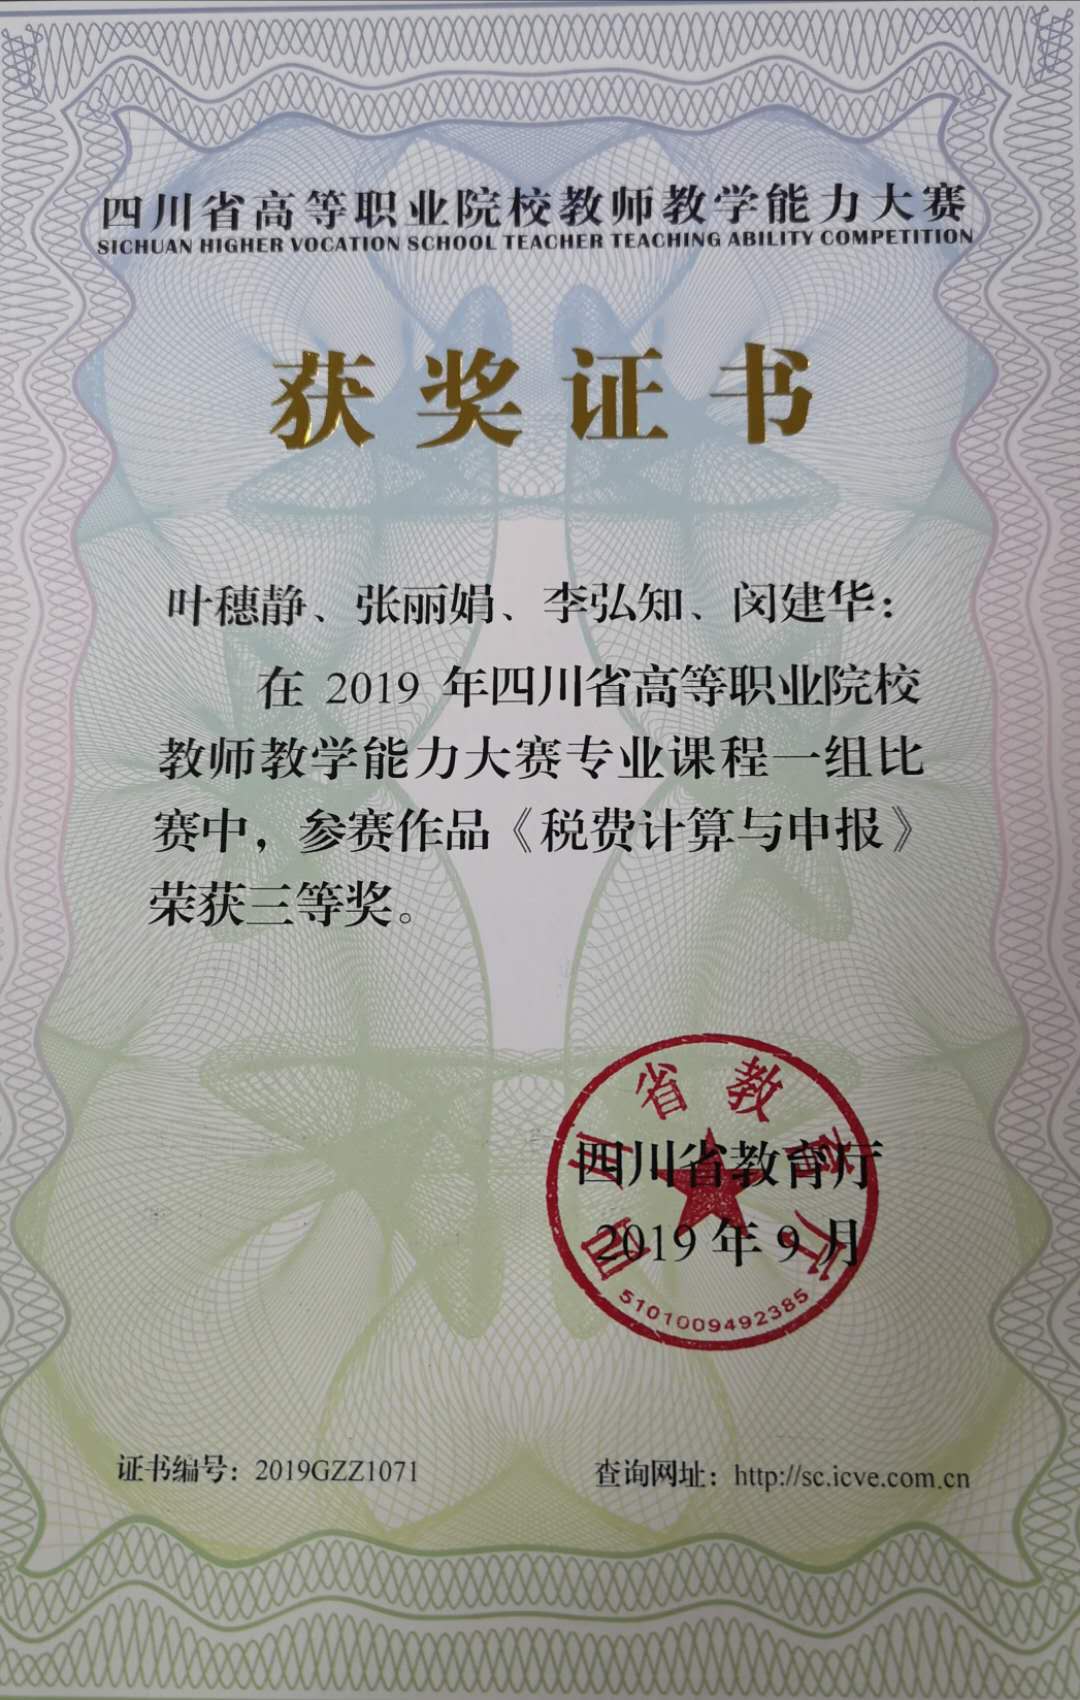 四川省高等职业院校教师教学能力大赛
SICHUAN HIGHER VOCATION SCHOOL TEACHER TEACHING ABILITY COMPETITION
获奖证书
叶穗静、张丽娟、李弘知、闵建华：
在 2019 年四川省高等职业院校
教师教学能力大赛专业课程一组比
赛中，参赛作品《税费计算与申报》
荣获三等奖。
四川省教育厅
四川省教育厅
2019 年 9 月
5101009492385
证书编号：2019GZZ1071
查询网址：http://sc.icve.com.cn